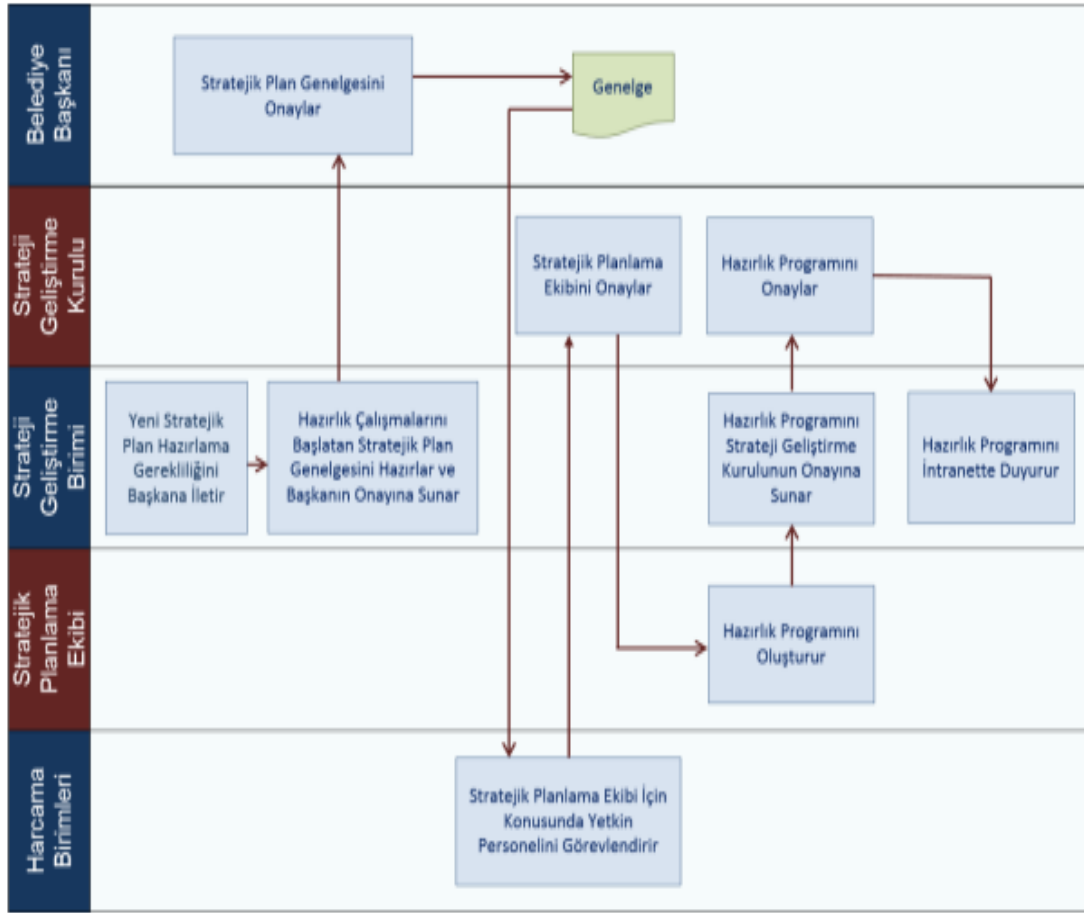 Belediye
Başkanı
Stratejik Plan Genelgesini
Onaylar
Genelge
Strateji
Geliştirme
Kurulu
Stratejik Planlama
Ekibini Onaylar
Hazırlık Programını
Onaylar
Strateji
Geliştirme
Birimi
Yeni Stratejik
Plan Hazırlama
Gerekliliğini
Başkana İletir
Hazırlık Çalışmalarını
Başlatan Stratejik Plan
Genelgesini Hazırlar ve
Başkanın Onayına Sunar
Hazırlık Programını
Strateji Geliştirme
Kurulunun Onayına
Sunar
Hazırlık Programını
İntranette Duyurur
Stratejik
Planlama
Ekibi
Hazırlık Programını
Oluşturur
Harcama
Birimleri
Stratejik Planlama Ekibi İçin
Konusunda Yetkin
Personelini Görevlendirir